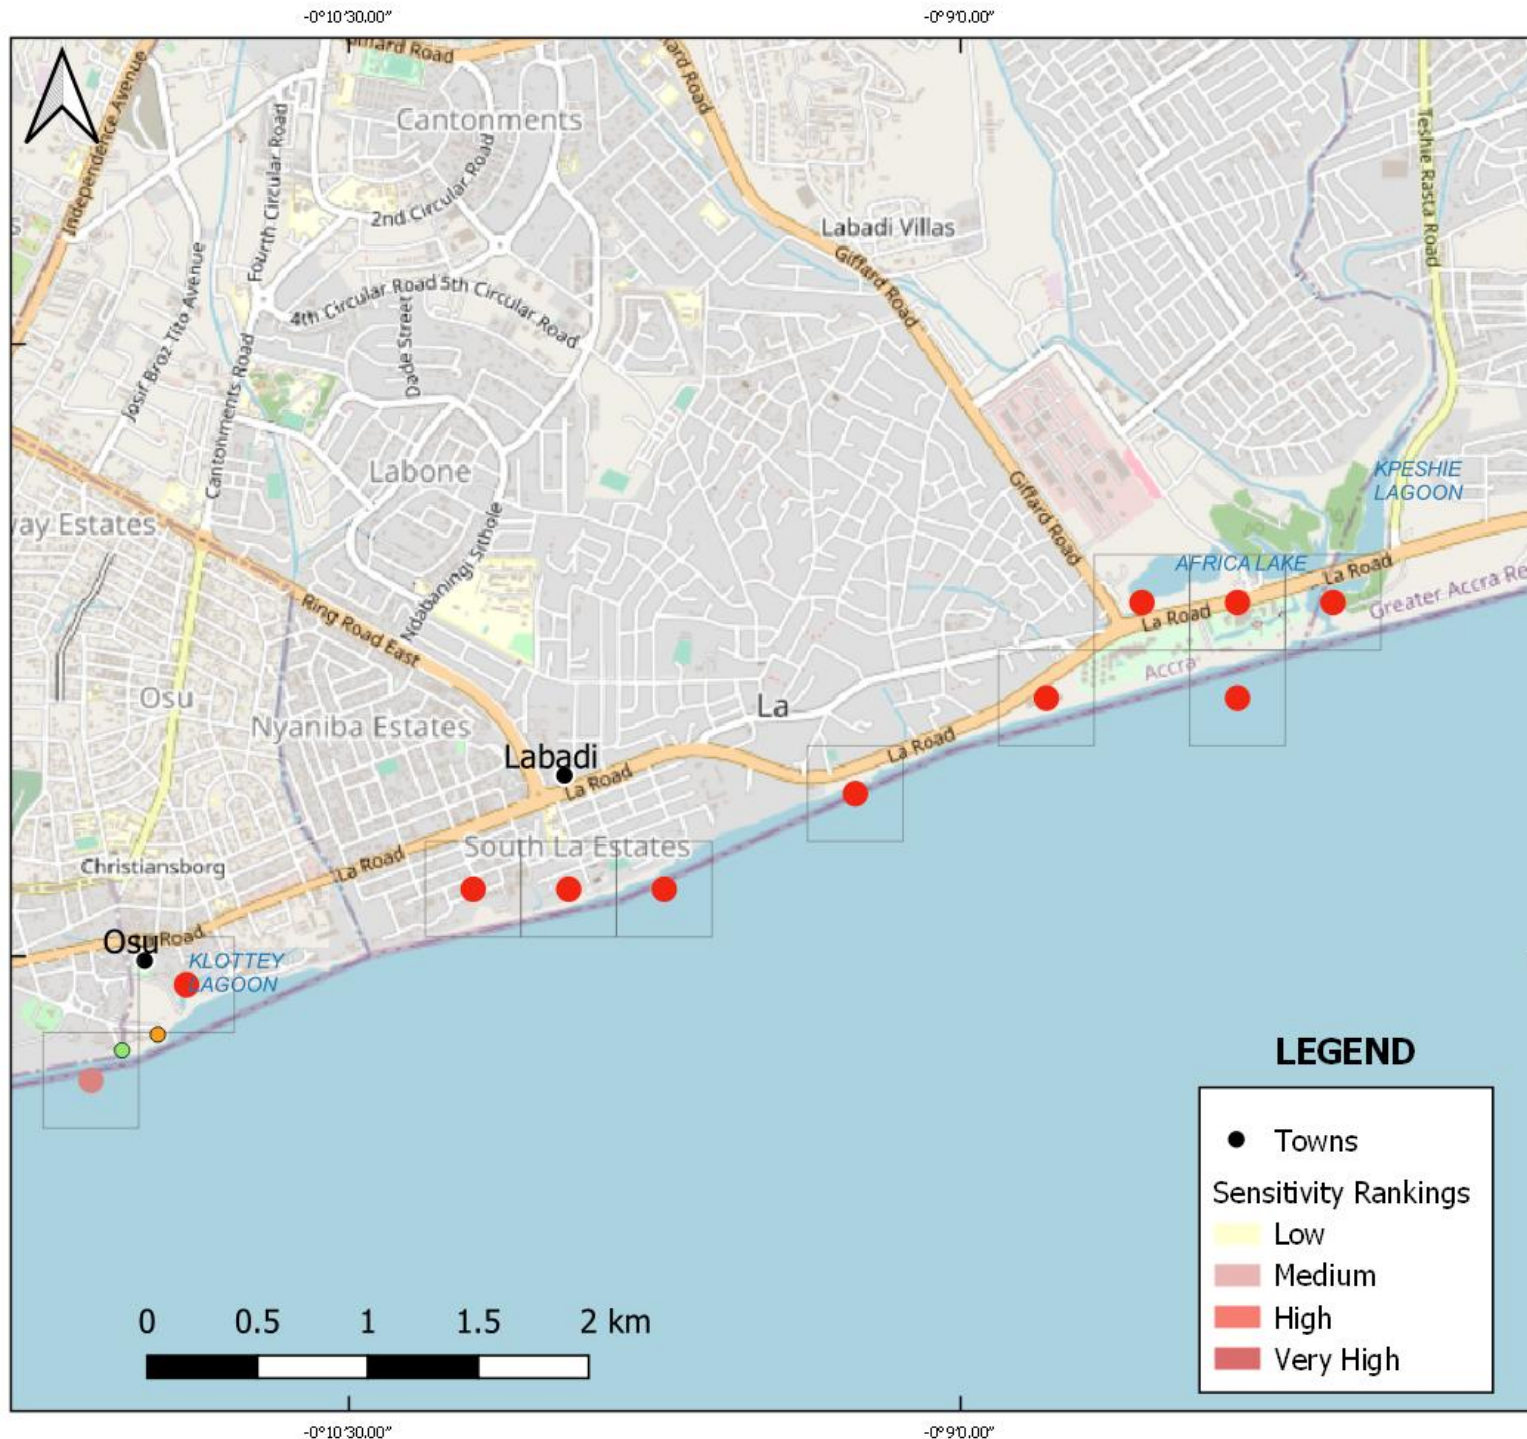 -0°10'30.00"
-0°9'0.00"
Independence Avenue
Cantonments
Fourth Circular Road
2nd Circular Road
Labadi Villas
Giffard Road
Teshie Rasta Road
Josif Broz Tito Avenue
4th Circular Road
5th Circular Road
Dade Street
Cantonments Road
Labone
Ndabaningi Sithole
Giffard Road
KPESHIE
LAGOON
way Estates
AFRICA LAKE
La Road
Ring Road East
La Road
Greater Accra Re
Accra
Osu
Nyaniba Estates
La
Labadi
La Road
La Road
South La Estates
Christiansborg
La Road
Osu
La Road
KLOTTEY
LAGOON
LEGEND
Towns
Sensitivity Rankings
Low
Medium
High
Very High
0 0.5 1 1.5 2 km
-0°10'30.00"
-0°9'0.00"